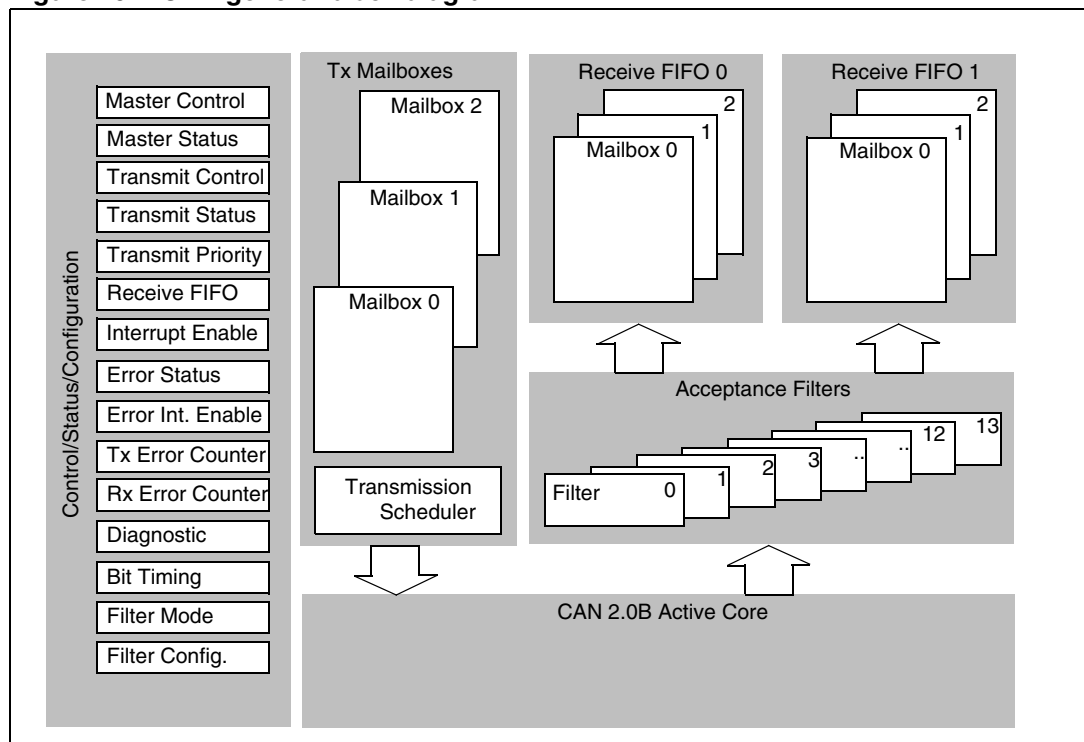 Control/Status/Configuration
Master Control
Master Status
Transmit Control
Transmit Status
Transmit Priority
Receive FIFO
Interrupt Enable
Error Status
Error Int. Enable
Tx Error Counter
Rx Error Counter
Diagnostic
Bit Timing
Filter Mode
Filter Config.
Tx Mailboxes
Mailbox 2
Mailbox 1
Mailbox 0
Transmission
Scheduler
Receive FIFO 0
2
1
Mailbox 0
Receive FIFO 1
2
1
Mailbox 0
Acceptance Filters
Filter 0
1
2
3
..
..
12
13
CAN 2.0B Active Core